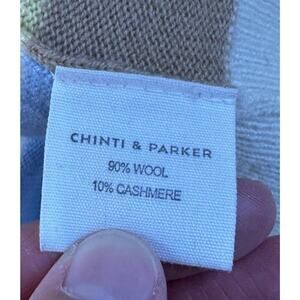 CHINTI & PARKER
90% WOOL
10% CASHMERE